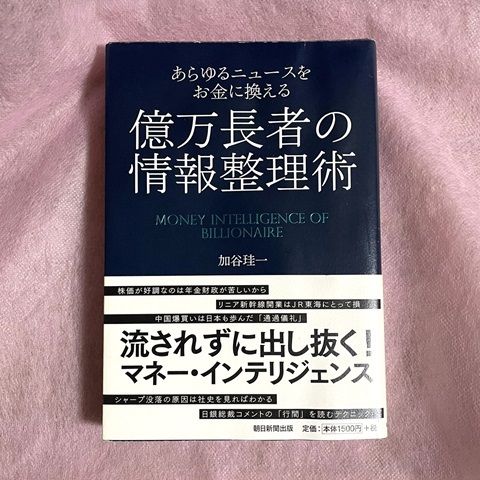 あらゆるニュースを
お金に換える
億万長者の
情報整理術
MONEY INTELLIGENCE OF
BILLIONAIRE
加谷珪一
株価が好調なのは年金財政が苦しいから
リニア新幹線開業はJR東海にとって損
中国爆買いは日本も歩んだ「通過儀礼」
流されずに出し抜く!
マネー・インテリジェンス
シャープ没落の原因は社史を見ればわかる
日銀総裁コメントの「行間」を読むテクニック
朝日新聞出版 定価:本体1500円+税